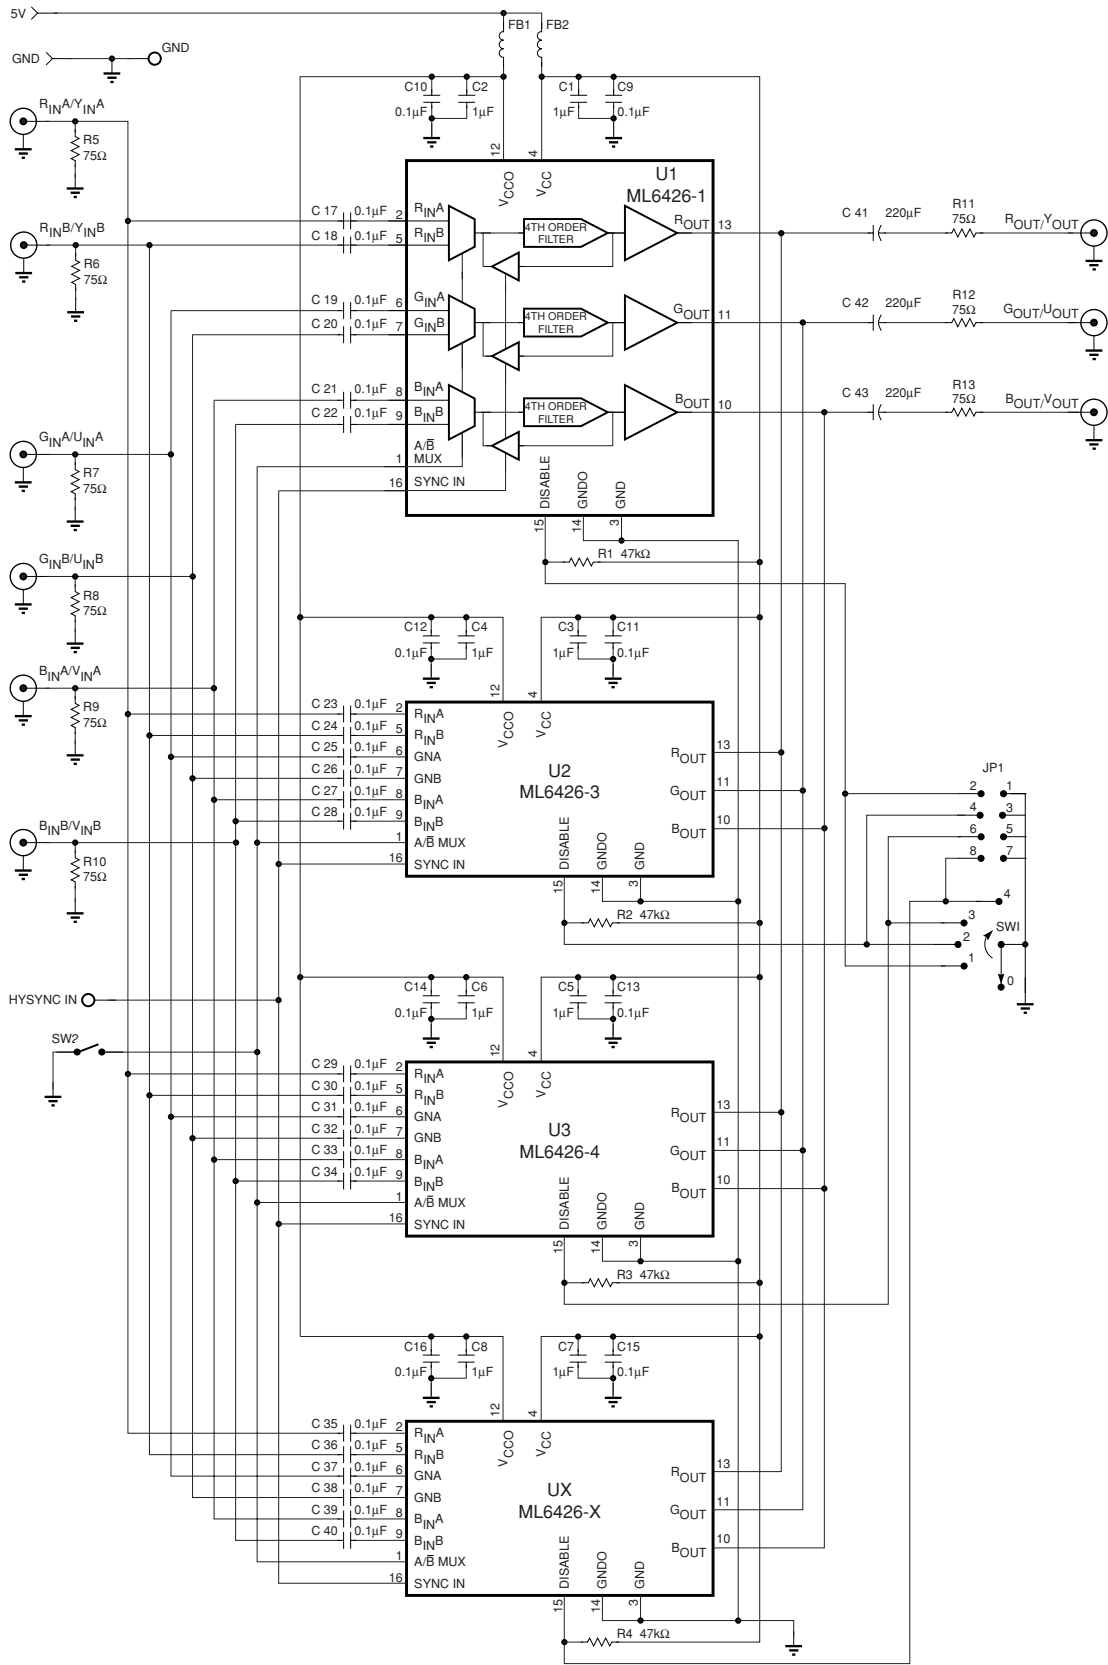 5V
FB1
FB2
GND
GND
C10
C2
C1
C9
0.1µF
1µF
1µF
0.1µF
RINA/YINA
R5
75Ω
12
4
VCCO
VCC
U1
ML6426-1
C 17
0.1µF
2
RINA
C 18
0.1µF
5
RINB
4TH ORDER
FILTER
ROUT
13
C 41
220µF
R11
75Ω
ROUT/YOUT
RINB/YINB
R6
75Ω
C 19
0.1µF
6
GINA
C 20
0.1µF
7
GINB
4TH ORDER
FILTER
GOUT
11
C 42
220µF
R12
75Ω
GOUT/UOUT
C 21
0.1µF
8
BINA
C 22
0.1µF
9
BINB
4TH ORDER
FILTER
BOUT
10
C 43
220µF
R13
75Ω
BOUT/VOUT
GINA/UINA
R7
75Ω
1
A/B̅
MUX
16
SYNC IN
DISABLE
GNDO
GND
15
14
3
R1 47kΩ
GINB/UINB
R8
75Ω
C12
C4
C3
C11
0.1µF
1µF
1µF
0.1µF
BINA/VINA
R9
75Ω
12
4
VCCO
VCC
C 23
0.1µF
2
RINA
C 24
0.1µF
5
RINB
C 25
0.1µF
6
GNA
C 26
0.1µF
7
GNB
C 27
0.1µF
8
BINA
C 28
0.1µF
9
BINB
1
A/B̅ MUX
16
SYNC IN
U2
ML6426-3
ROUT
13
GOUT
11
BOUT
10
DISABLE
GNDO
GND
15
14
3
R2 47kΩ
BINB/VINB
R10
75Ω
JP1
2
1
4
3
6
5
8
7
4
3
2
1
0
SWI
HYSYNC IN
SW2
C14
C6
C5
C13
0.1µF
1µF
1µF
0.1µF
12
4
VCCO
VCC
C 29
0.1µF
2
RINA
C 30
0.1µF
5
RINB
C 31
0.1µF
6
GNA
C 32
0.1µF
7
GNB
C 33
0.1µF
8
BINA
C 34
0.1µF
9
BINB
1
A/B̅ MUX
16
SYNC IN
U3
ML6426-4
ROUT
13
GOUT
11
BOUT
10
DISABLE
GNDO
GND
15
14
3
R3 47kΩ
C16
C8
C7
C15
0.1µF
1µF
1µF
0.1µF
12
4
VCCO
VCC
C 35
0.1µF
2
RINA
C 36
0.1µF
5
RINB
C 37
0.1µF
6
GNA
C 38
0.1µF
7
GNB
C 39
0.1µF
8
BINA
C 40
0.1µF
9
BINB
1
A/B̅ MUX
16
SYNC IN
UX
ML6426-X
ROUT
13
GOUT
11
BOUT
10
DISABLE
GNDO
GND
15
14
3
R4 47kΩ